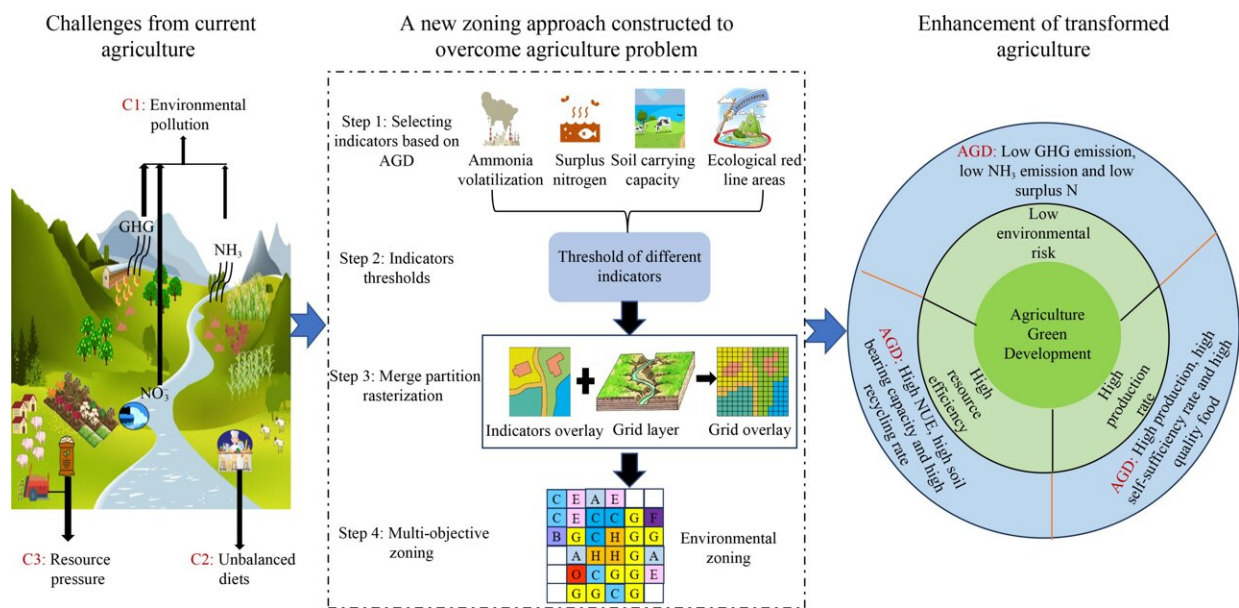 Challenges from current
agriculture
C1: Environmental
pollution
GHG
NH₃
NO₃⁻
C3: Resource
pressure
C2: Unbalanced
diets
A new zoning approach constructed to
overcome agriculture problem
Step 1: Selecting
indicators based on
AGD
Ammonia
volatilization
Surplus
nitrogen
Soil carrying
capacity
Ecological red
line areas
Step 2: Indicators
thresholds
Threshold of different
indicators
Step 3: Merge partition
rasterization
Indicators overlay
Grid layer
Grid overlay
Step 4: Multi-objective
zoning
C E A E
C E C C G F
B G C H G G
A H H G A
O C G G E
G G C G
Environmental
zoning
Enhancement of transformed
agriculture
AGD: Low GHG emission,
low NH₃ emission and low
surplus N
Low
environmental
risk
Agriculture
Green
Development
High
resource
efficiency
AGD: High NUE, high soil
bearing capacity and high
recycling rate
High
production
rate
AGD: High production, high
self-sufficiency rate and high
quality food